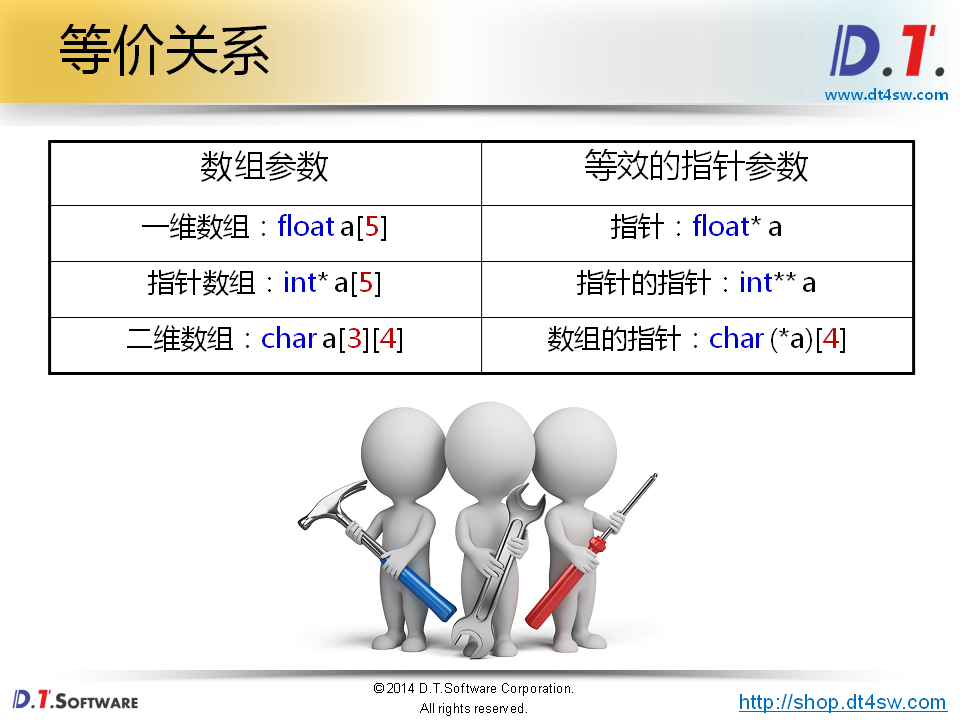 等价关系
D.T.
www.dt4sw.com
数组参数 等效的指针参数
一维数组：float a[5] 指针：float* a
指针数组：int* a[5] 指针的指针：int** a
二维数组：char a[3][4] 数组的指针：char (*a)[4]
D.T.SOFTWARE
©2014 D.T.Software Corporation.
All rights reserved.
http://shop.dt4sw.com